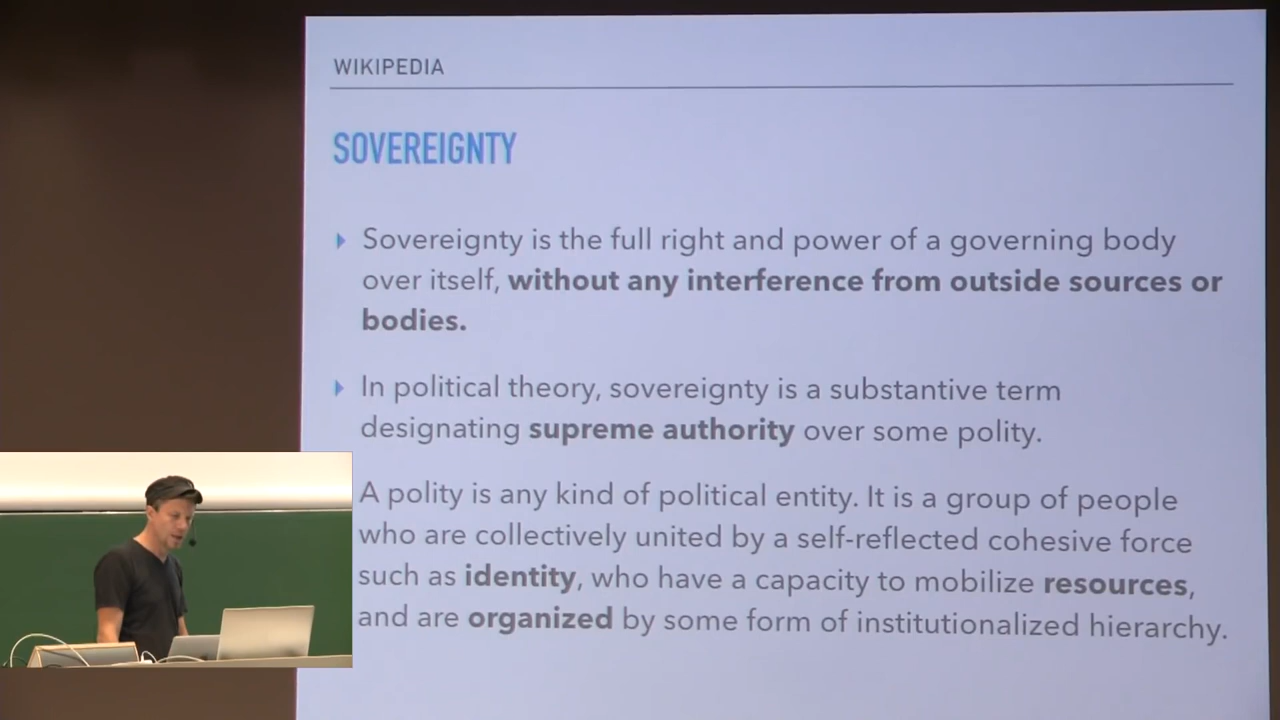 WIKIPEDIA
SOVEREIGNTY
Sovereignty is the full right and power of a governing body
over itself, without any interference from outside sources or
bodies.
In political theory, sovereignty is a substantive term
designating supreme authority over some polity.
A polity is any kind of political entity. It is a group of people
who are collectively united by a self-reflected cohesive force
such as identity, who have a capacity to mobilize resources,
and are organized by some form of institutionalized hierarchy.